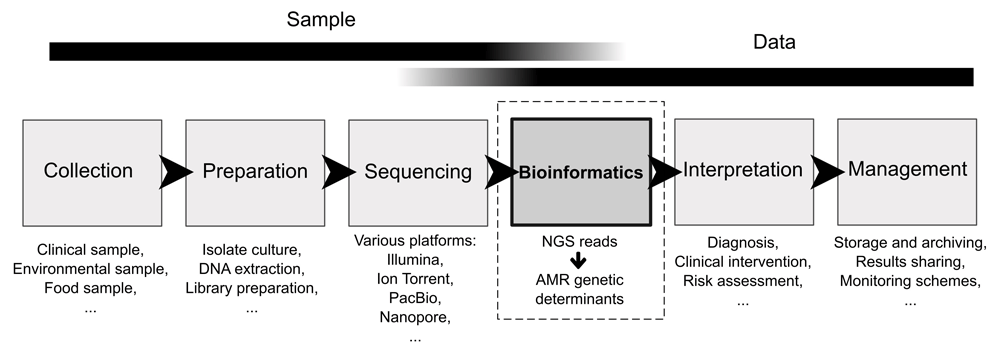 Sample
Data
Collection
Preparation
Sequencing
Bioinformatics
Interpretation
Management
Clinical sample,
Environmental sample,
Food sample,
...
Isolate culture,
DNA extraction,
Library preparation,
...
Various platforms:
Illumina,
Ion Torrent,
PacBio,
Nanopore,
...
NGS reads
AMR genetic
determinants
Diagnosis,
Clinical intervention,
Risk assessment,
...
Storage and archiving,
Results sharing,
Monitoring schemes,
...